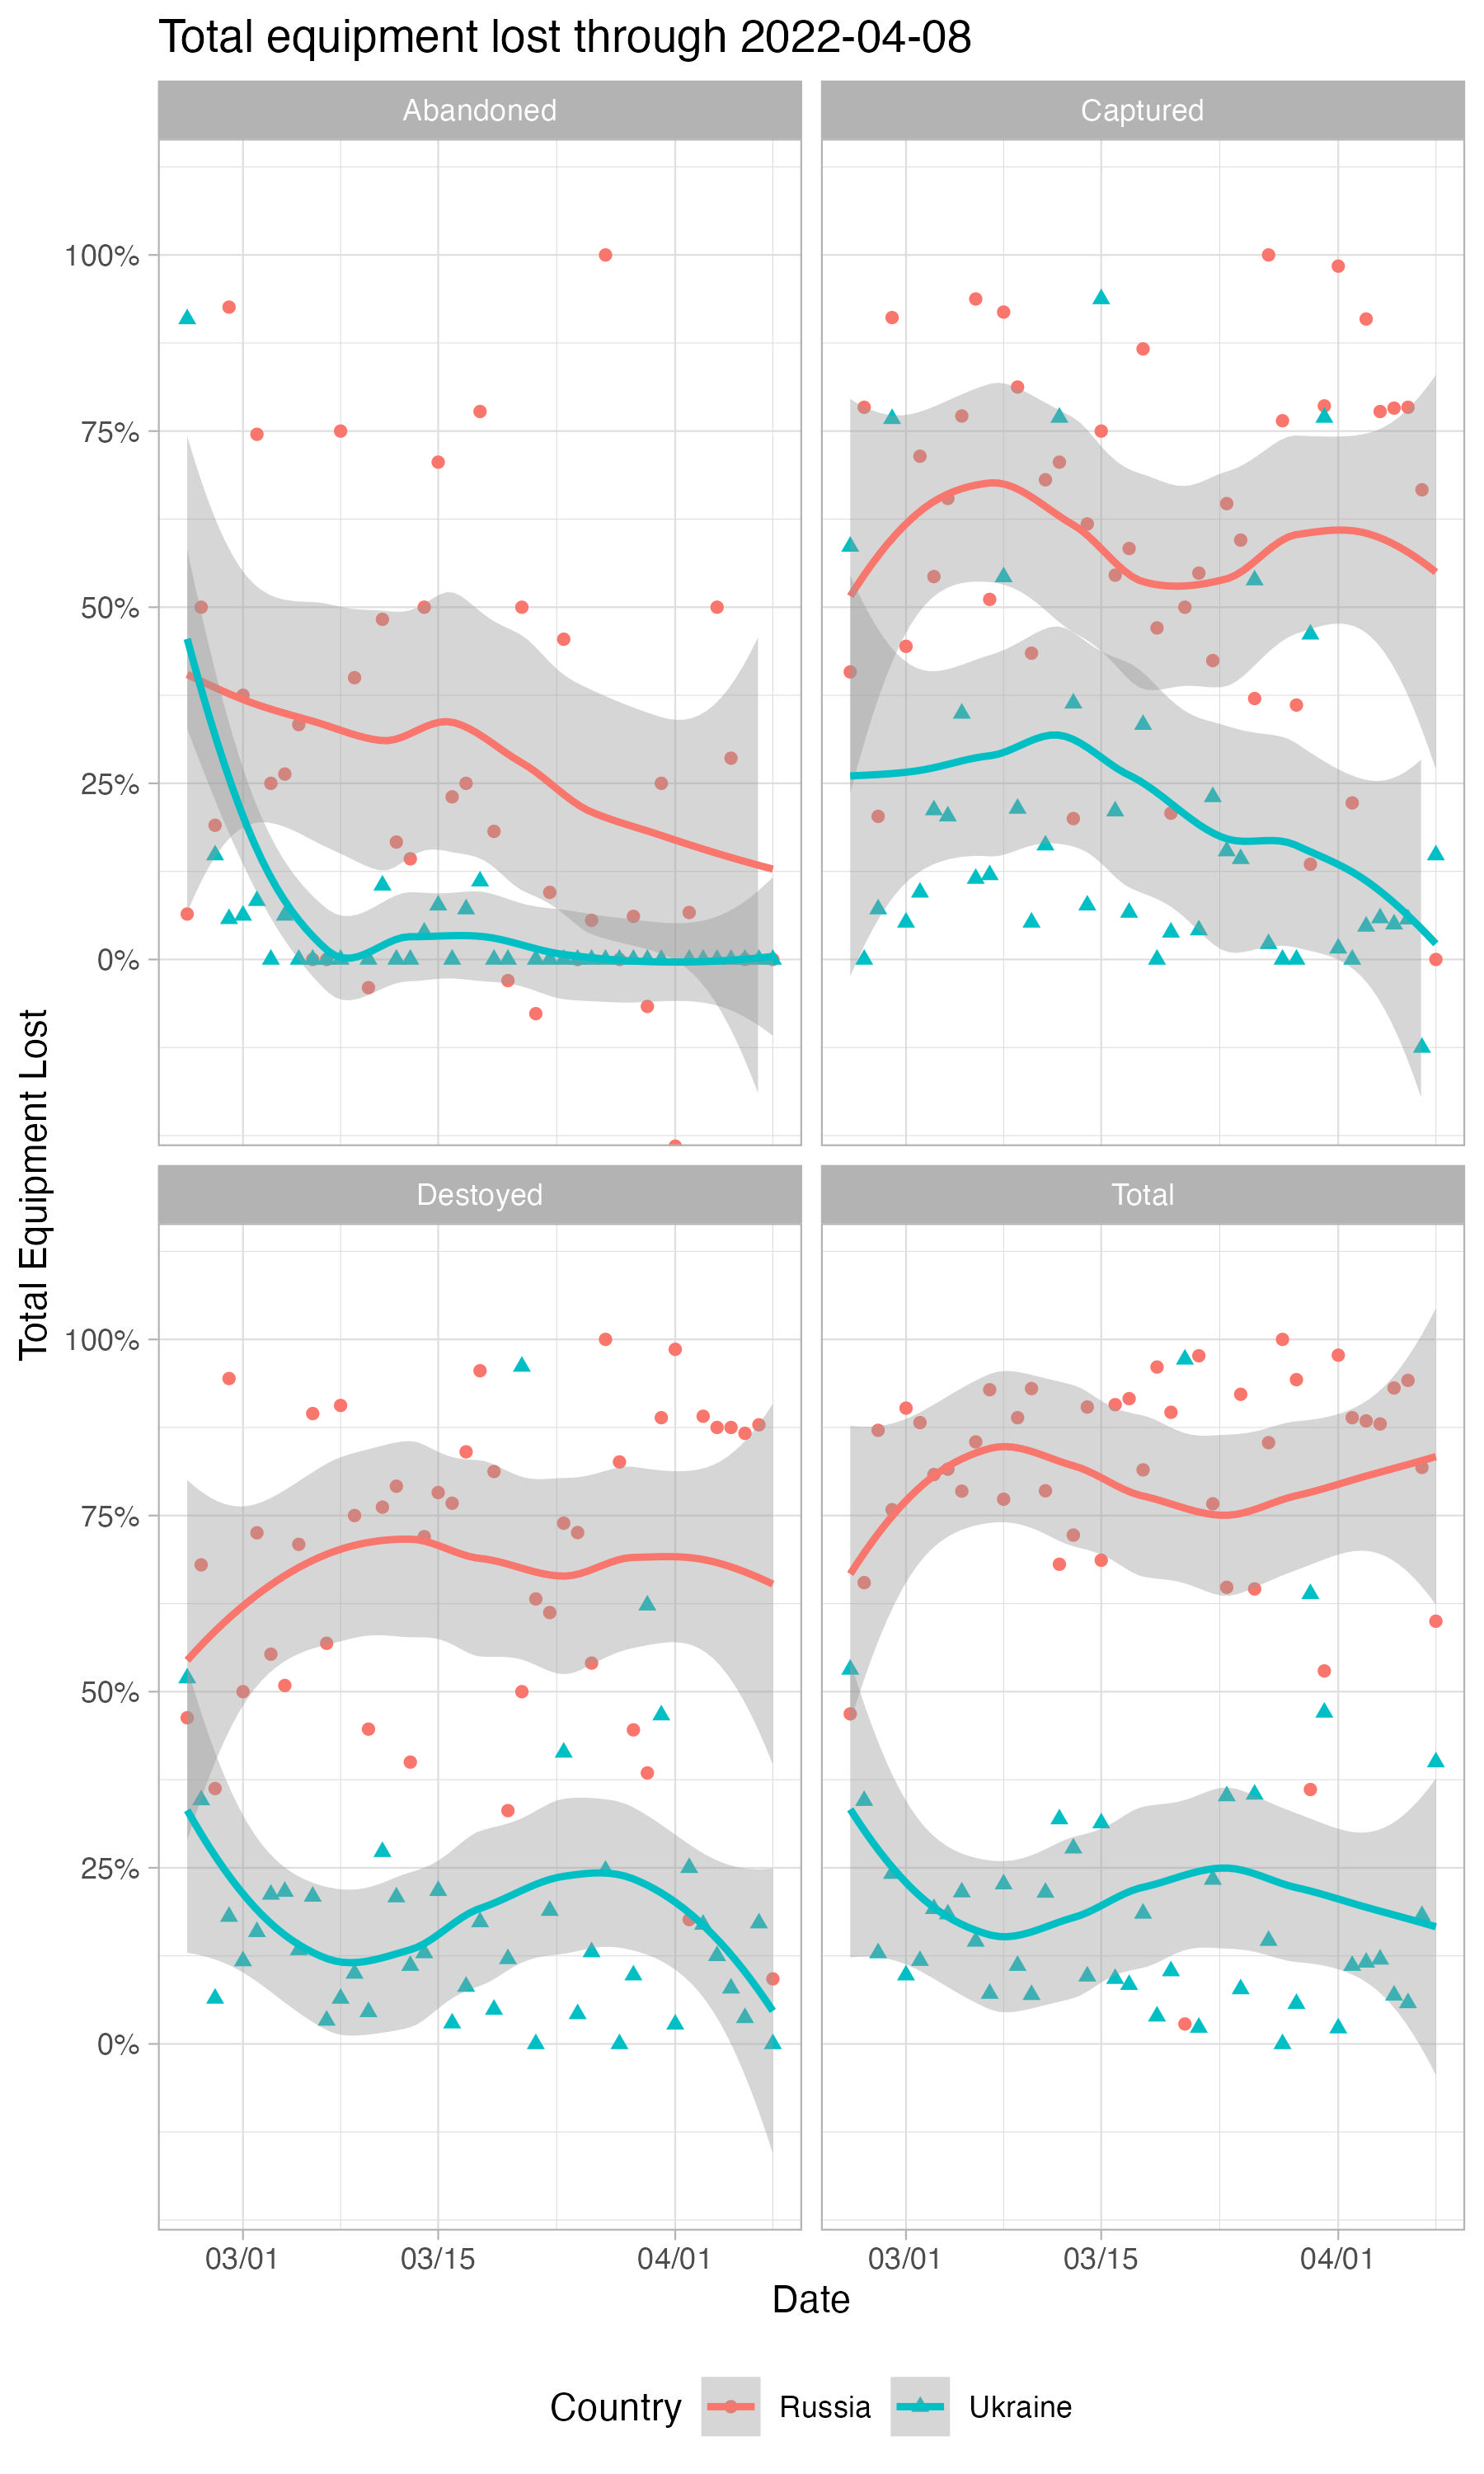 Total equipment lost through 2022-04-08
Abandoned
Captured
100%
75%
50%
25%
0%
Total Equipment Lost
Destoyed
Total
100%
75%
50%
25%
0%
03/01
03/15
04/01
03/01
03/15
04/01
Date
Country
Russia
Ukraine